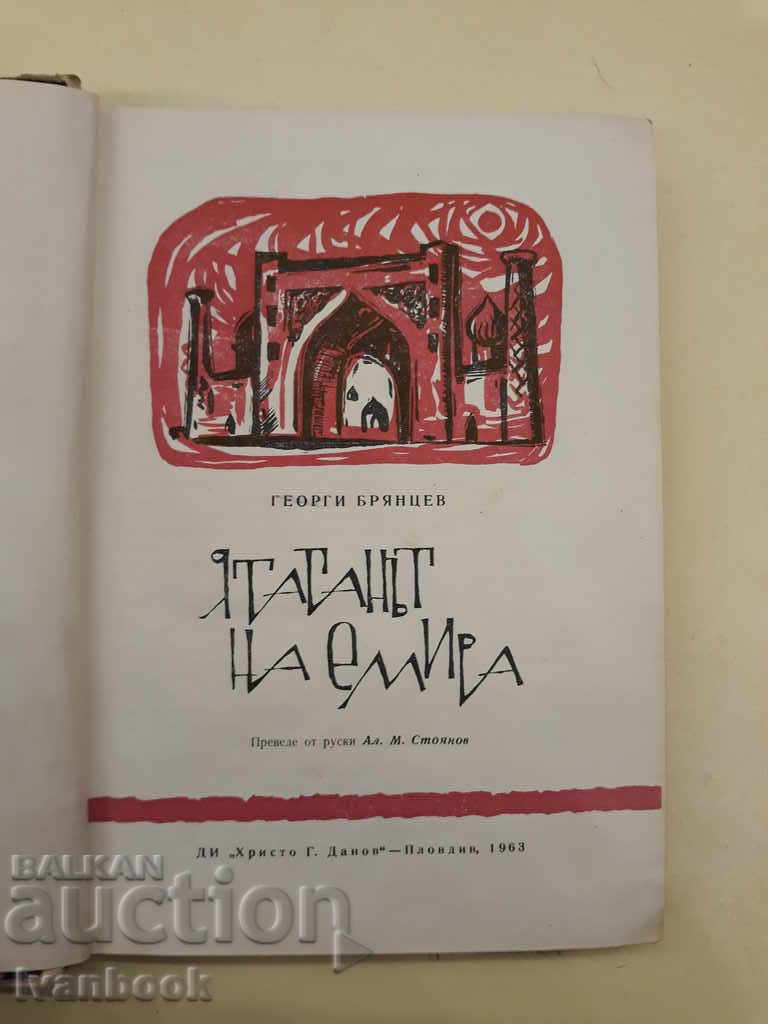 ГЕОРГИ БРЯНЦЕВ
ЯТАГАНЪТ
НА ЕМИРА
Преведе от руски Ал. М. Стоянов
ДИ „Христо Г. Данов“ — Пловдив, 1963
BALKAN
auction
Ivanbook